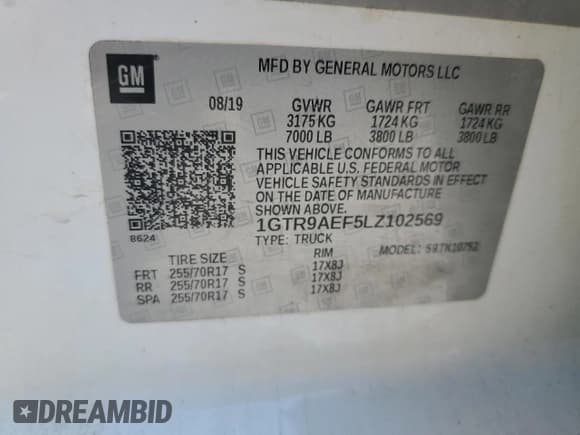 GM
MFD BY GENERAL MOTORS LLC
08/19 GVWR GAWR FRT GAWR RR
3175 KG 1724 KG 1724 KG
7000 LB 3800 LB 3800 LB
THIS VEHICLE CONFORMS TO ALL
APPLICABLE U.S. FEDERAL MOTOR
VEHICLE SAFETY STANDARDS IN EFFECT
ON THE DATE OF MANUFACTURE
SHOWN ABOVE.
1GTR9AEF5LZ102569
8624
TYPE: TRUCK MODEL:
TIRE SIZE RIM
FRT 255/70R17 S 17X8J
RR 255/70R17 S 17X8J
SPA 255/70R17 S 17X8J
DREAMBID